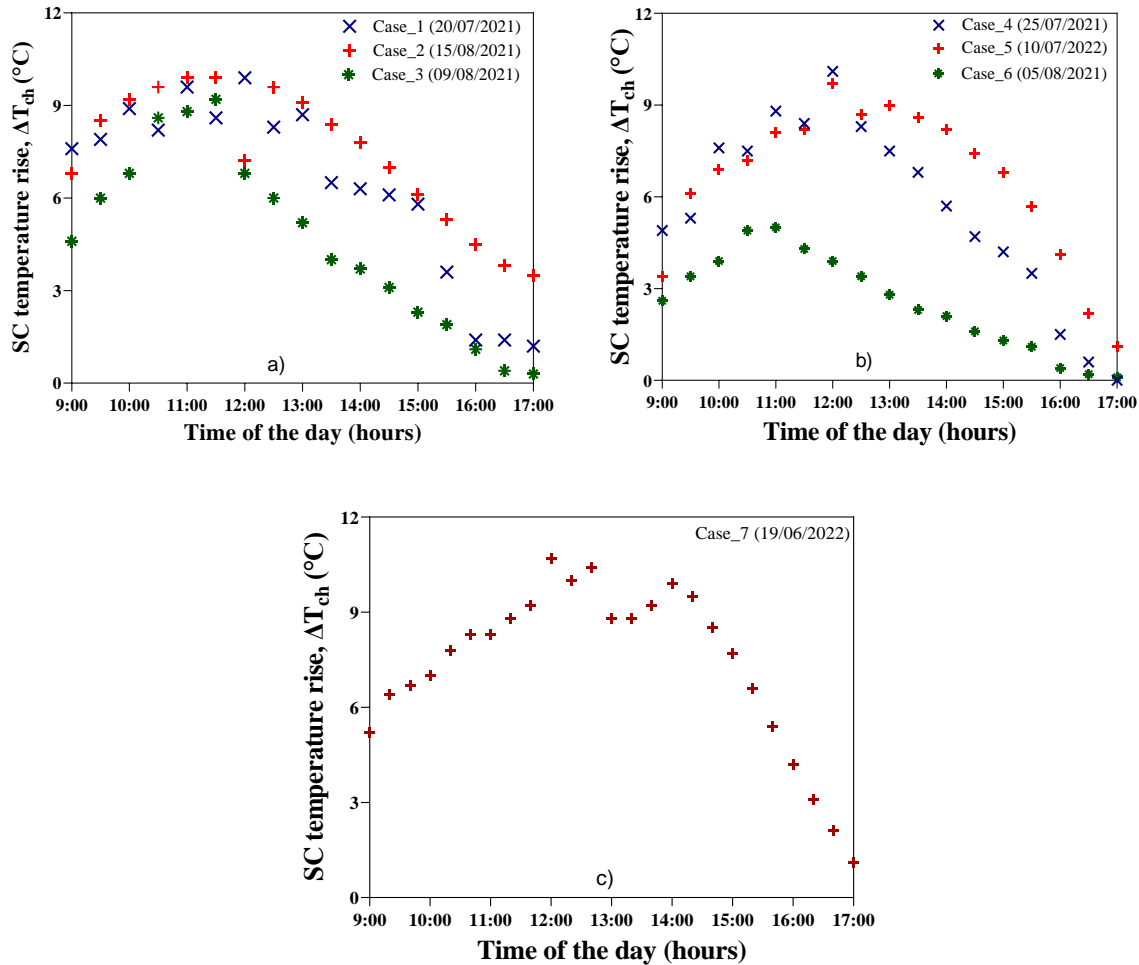 SC temperature rise, ΔT_ch (°C)
12
9
6
3
0
Case_1 (20/07/2021)
Case_2 (15/08/2021)
Case_3 (09/08/2021)
a)
9:00 10:00 11:00 12:00 13:00 14:00 15:00 16:00 17:00
Time of the day (hours)
SC temperature rise, ΔT_ch (°C)
12
9
6
3
0
Case_4 (25/07/2021)
Case_5 (10/07/2022)
Case_6 (05/08/2021)
b)
9:00 10:00 11:00 12:00 13:00 14:00 15:00 16:00 17:00
Time of the day (hours)
SC temperature rise, ΔT_ch (°C)
12
9
6
3
0
Case_7 (19/06/2022)
c)
9:00 10:00 11:00 12:00 13:00 14:00 15:00 16:00 17:00
Time of the day (hours)